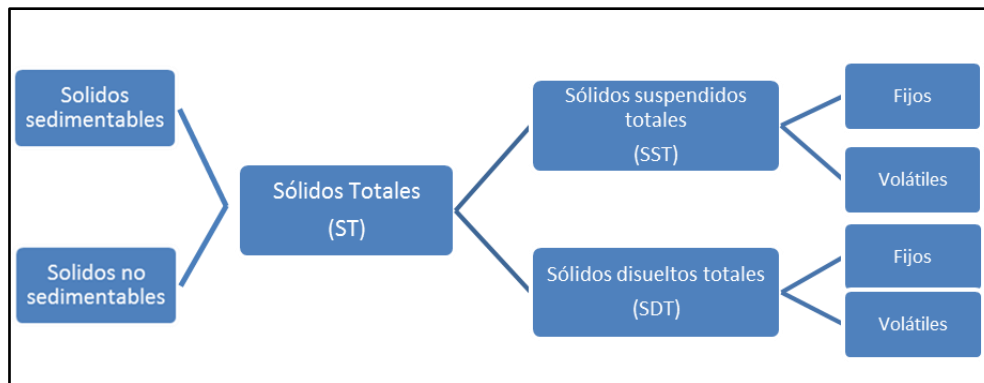 Solidos
sedimentables
Solidos no
sedimentables
Sólidos Totales
(ST)
Sólidos suspendidos
totales
(SST)
Sólidos disueltos totales
(SDT)
Fijos
Volátiles
Fijos
Volátiles